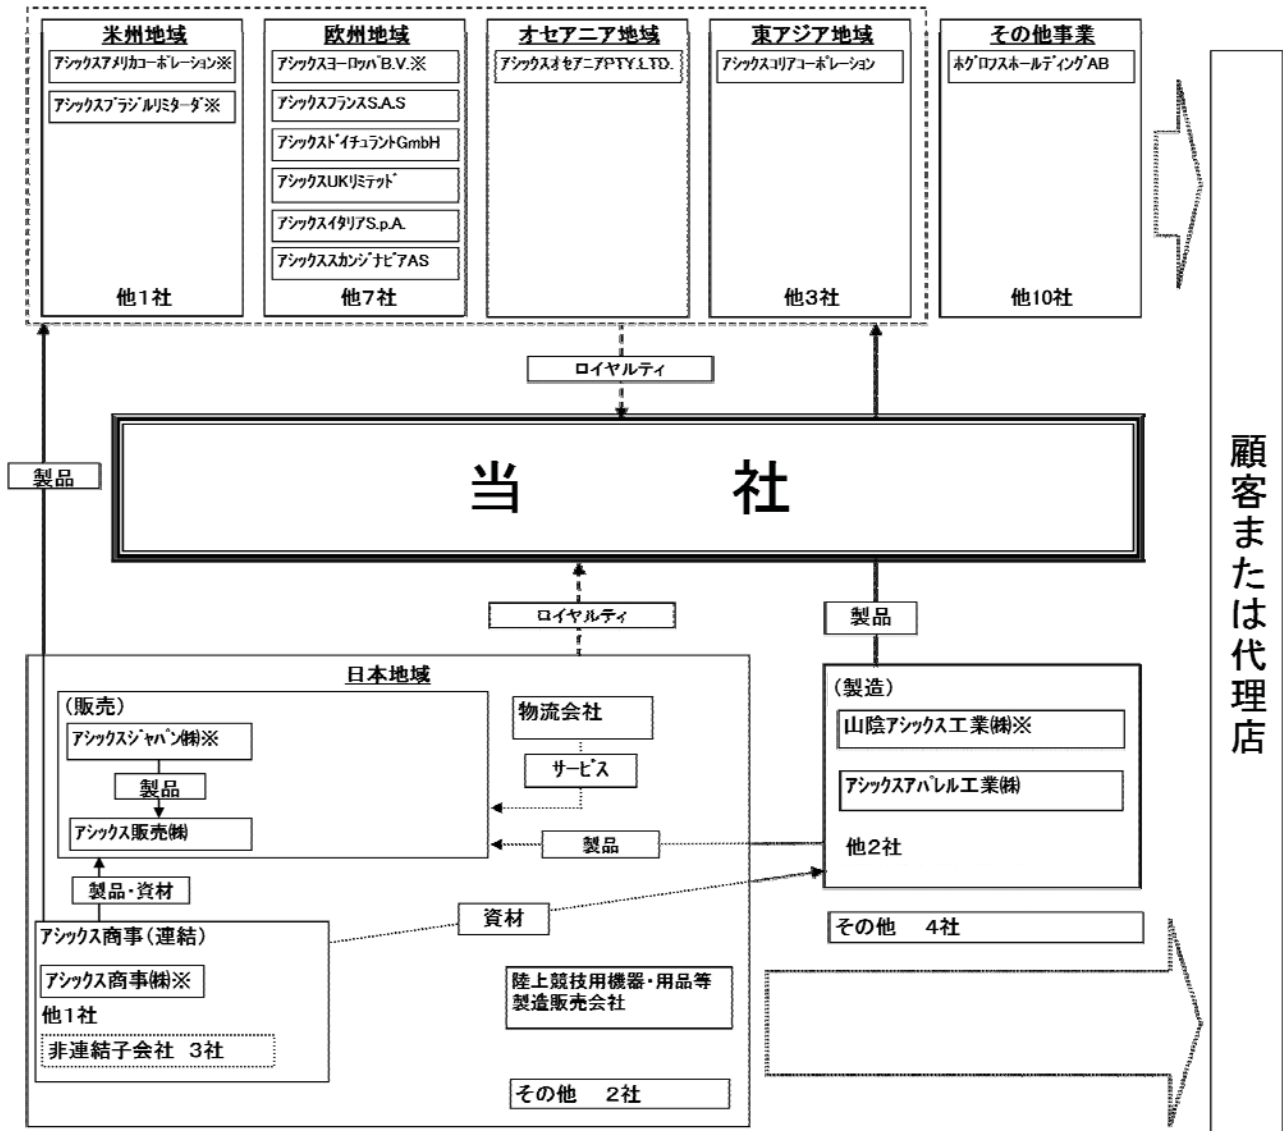 米州地域
アシックスアメリカコーポレーション※
アシックスブラジルリミターダ※
他1社
欧州地域
アシックスヨーロッパB.V.※
アシックスフランスS.A.S
アシックスドイチュラントGmbH
アシックスUKリミテッド
アシックスイタリアS.p.A.
アシックススカンジナビアAS
他7社
オセアニア地域
アシックスオセアニアPTY.LTD.
東アジア地域
アシックスコリアコーポレーション
他3社
その他事業
ホグロフスホールディングAB
他10社
ロイヤルティ
製品
当　社
顧客または代理店
ロイヤルティ
製品
日本地域
(販売)
アシックスジャパン㈱※
製品
アシックス販売㈱
物流会社
サービス
製品
製品・資材
資材
アシックス商事(連結)
アシックス商事㈱※
他1社
非連結子会社 3社
陸上競技用機器・用品等
製造販売会社
その他 2社
(製造)
山陰アシックス工業㈱※
アシックスアパレル工業㈱
他2社
その他 4社